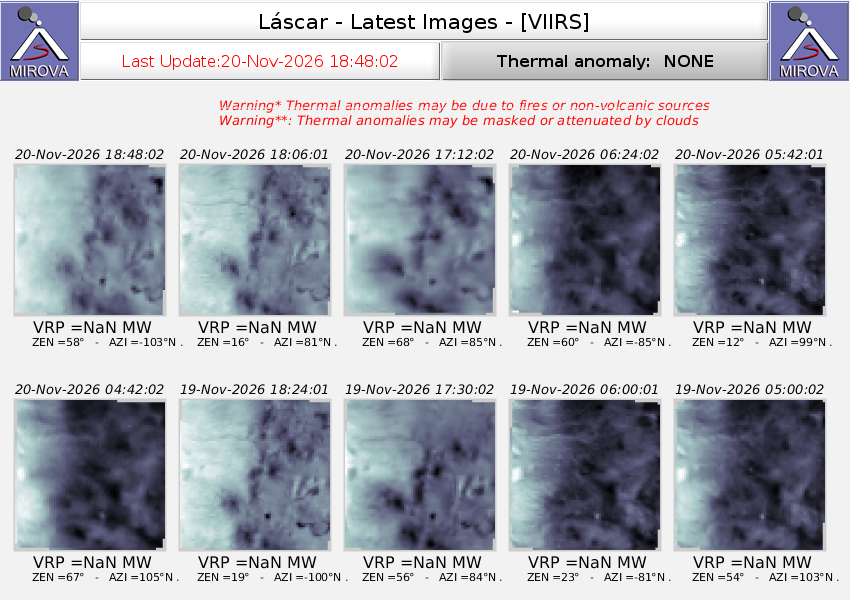 Láscar - Latest Images - [VIIRS]
MIROVA
Last Update:20-Nov-2026 18:48:02
Thermal anomaly: NONE
MIROVA
Warning* Thermal anomalies may be due to fires or non-volcanic sources
Warning**: Thermal anomalies may be masked or attenuated by clouds
20-Nov-2026 18:48:02 20-Nov-2026 18:06:01 20-Nov-2026 17:12:02 20-Nov-2026 06:24:02 20-Nov-2026 05:42:01
VRP =NaN MW VRP =NaN MW VRP =NaN MW VRP =NaN MW VRP =NaN MW
ZEN =58° - AZI =-103°N . ZEN =16° - AZI =81°N . ZEN =68° - AZI =85°N . ZEN =60° - AZI =-85°N . ZEN =12° - AZI =99°N .
20-Nov-2026 04:42:02 19-Nov-2026 18:24:01 19-Nov-2026 17:30:02 19-Nov-2026 06:00:01 19-Nov-2026 05:00:02
VRP =NaN MW VRP =NaN MW VRP =NaN MW VRP =NaN MW VRP =NaN MW
ZEN =67° - AZI =105°N . ZEN =19° - AZI =-100°N . ZEN =56° - AZI =84°N . ZEN =23° - AZI =-81°N . ZEN =54° - AZI =103°N .